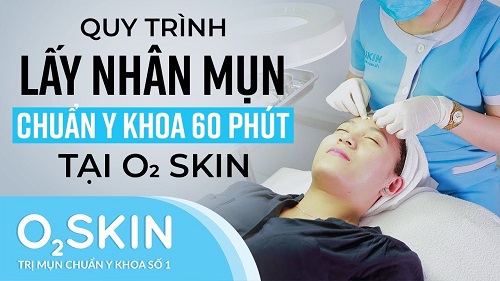 QUY TRÌNH
LẤY NHÂN MỤN
CHUẨN Y KHOA 60 PHÚT
TẠI O₂ SKIN
O₂SKIN
TRỊ MỤN CHUẨN Y KHOA SỐ 1